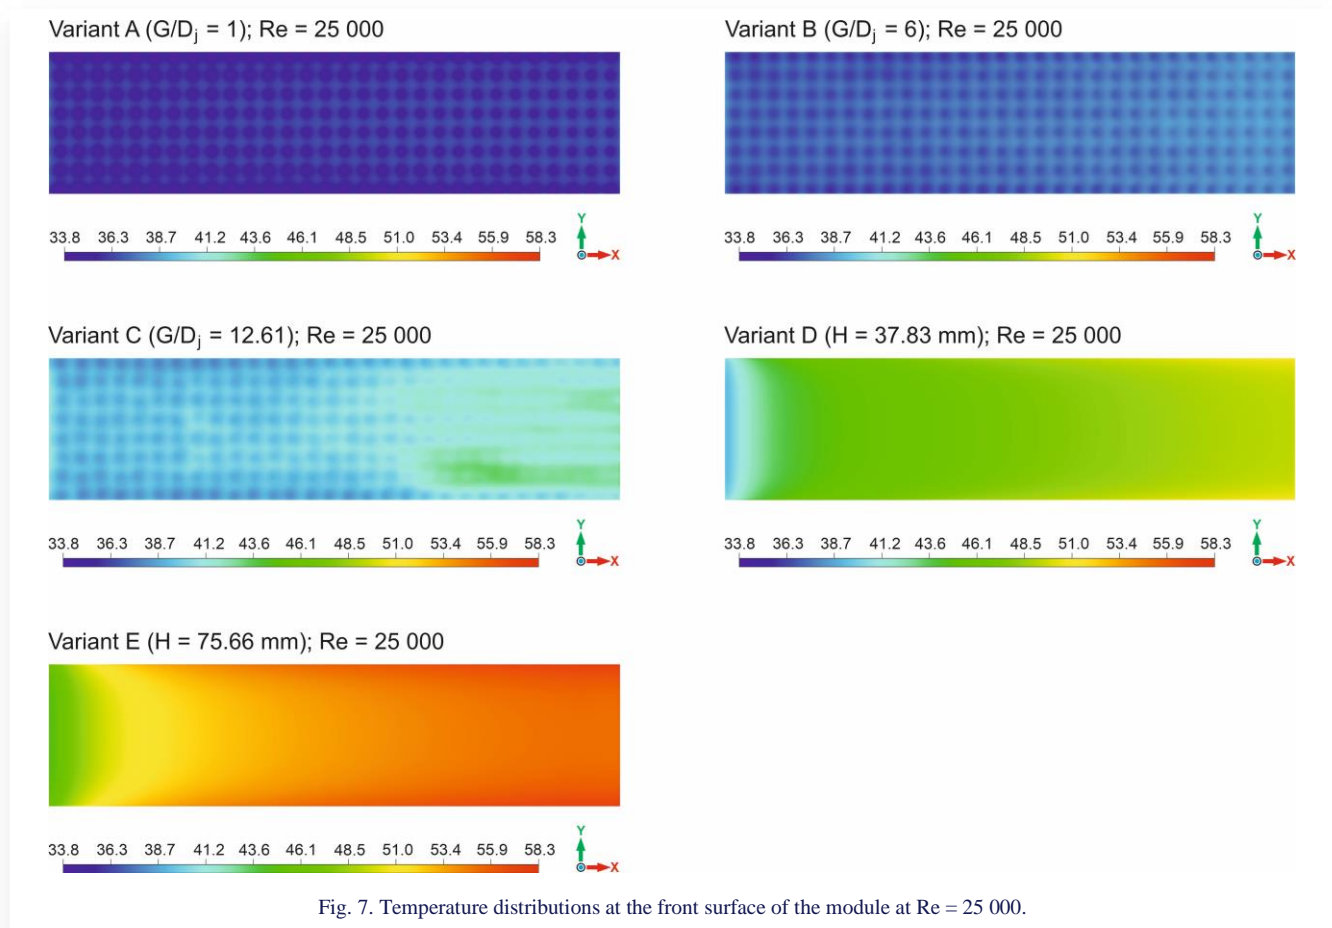 Variant A (G/Dj = 1); Re = 25 000
33.8 36.3 38.7 41.2 43.6 46.1 48.5 51.0 53.4 55.9 58.3
Y
X
Variant B (G/Dj = 6); Re = 25 000
33.8 36.3 38.7 41.2 43.6 46.1 48.5 51.0 53.4 55.9 58.3
Y
X
Variant C (G/Dj = 12.61); Re = 25 000
33.8 36.3 38.7 41.2 43.6 46.1 48.5 51.0 53.4 55.9 58.3
Y
X
Variant D (H = 37.83 mm); Re = 25 000
33.8 36.3 38.7 41.2 43.6 46.1 48.5 51.0 53.4 55.9 58.3
Y
X
Variant E (H = 75.66 mm); Re = 25 000
33.8 36.3 38.7 41.2 43.6 46.1 48.5 51.0 53.4 55.9 58.3
Y
X
Fig. 7. Temperature distributions at the front surface of the module at Re = 25 000.